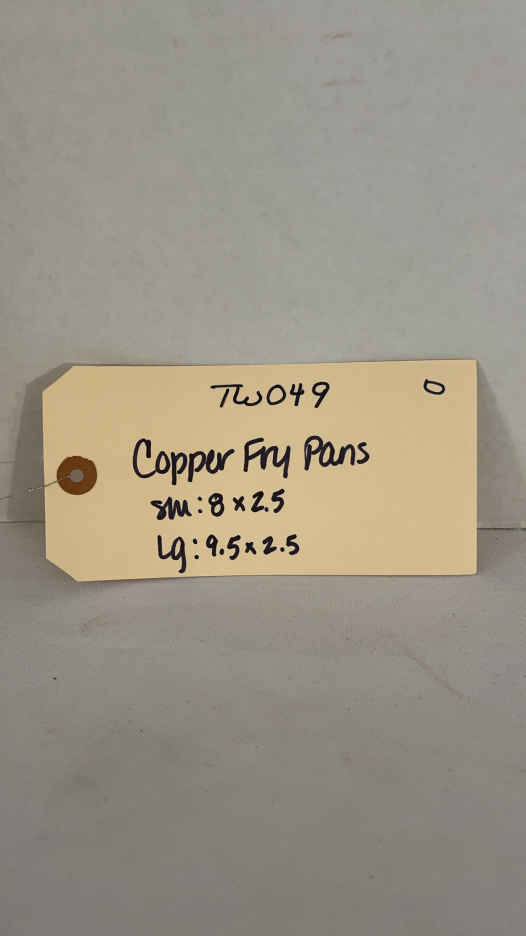 TW049 0
Copper Fry Pans
sm: 8 x 2.5
Lg: 9.5 x 2.5